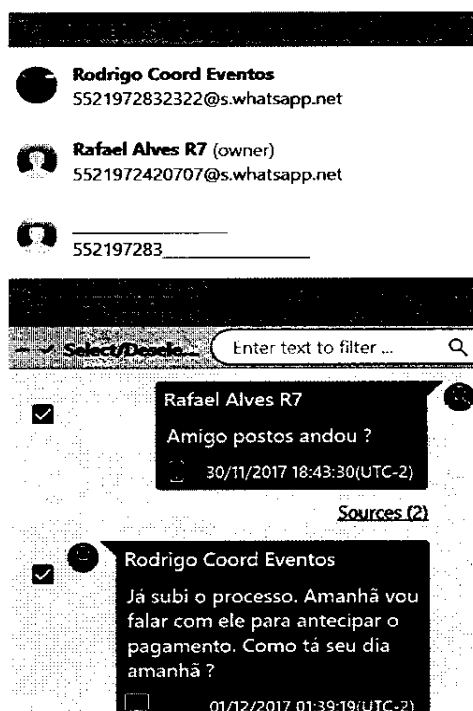 Rodrigo Coord Eventos
5521972832322@s.whatsapp.net
Rafael Alves R7 (owner)
5521972420707@s.whatsapp.net
552197283
Select/Desele...
Enter text to filter ...
Rafael Alves R7
Amigo postos andou ?
30/11/2017 18:43:30(UTC-2)
Sources (2)
Rodrigo Coord Eventos
Já subi o processo. Amanhã vou
falar com ele para antecipar o
pagamento. Como tá seu dia
amanhã ?
01/12/2017 01:39:19(UTC-2)